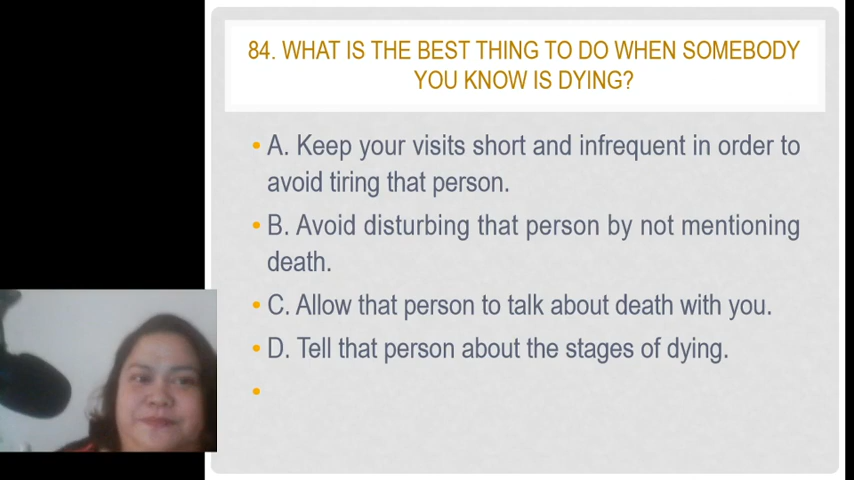 84. WHAT IS THE BEST THING TO DO WHEN SOMEBODY
YOU KNOW IS DYING?
A. Keep your visits short and infrequent in order to
avoid tiring that person.
B. Avoid disturbing that person by not mentioning
death.
C. Allow that person to talk about death with you.
D. Tell that person about the stages of dying.